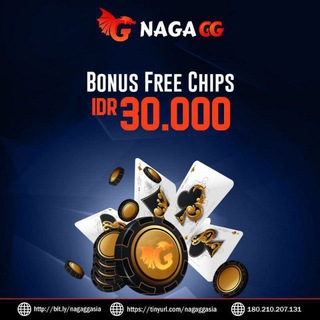 NAGA GG
BONUS FREE CHIPS
IDR 30.000
http://bit.ly/nagaggasia
https://tinyurl.com/nagaggasia
180.210.207.131